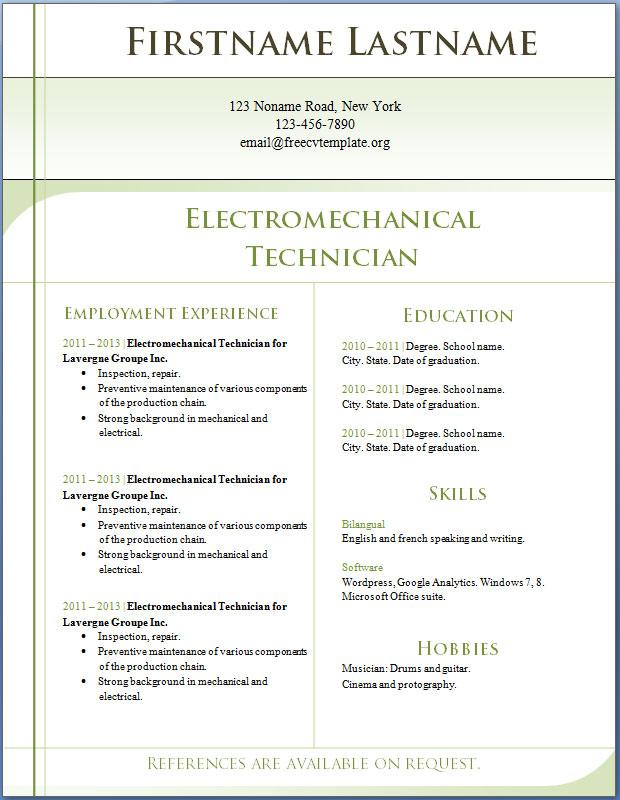 Firstname Lastname
123 Noname Road, New York
123-456-7890
email@freecvtemplate.org
Electromechanical
Technician
Employment Experience
2011 – 2013 | Electromechanical Technician for
Lavergne Groupe Inc.
• Inspection, repair.
• Preventive maintenance of various components
of the production chain.
• Strong background in mechanical and
electrical.
2011 – 2013 | Electromechanical Technician for
Lavergne Groupe Inc.
• Inspection, repair.
• Preventive maintenance of various components
of the production chain.
• Strong background in mechanical and
electrical.
2011 – 2013 | Electromechanical Technician for
Lavergne Groupe Inc.
• Inspection, repair.
• Preventive maintenance of various components
of the production chain.
• Strong background in mechanical and
electrical.
Education
2010 – 2011 | Degree. School name.
City. State. Date of graduation.
2010 – 2011 | Degree. School name.
City. State. Date of graduation.
2010 – 2011 | Degree. School name.
City. State. Date of graduation.
Skills
Bilangual
English and french speaking and writing.
Software
Wordpress, Google Analytics. Windows 7, 8.
Microsoft Office suite.
Hobbies
Musician: Drums and guitar.
Cinema and potography.
References are available on request.